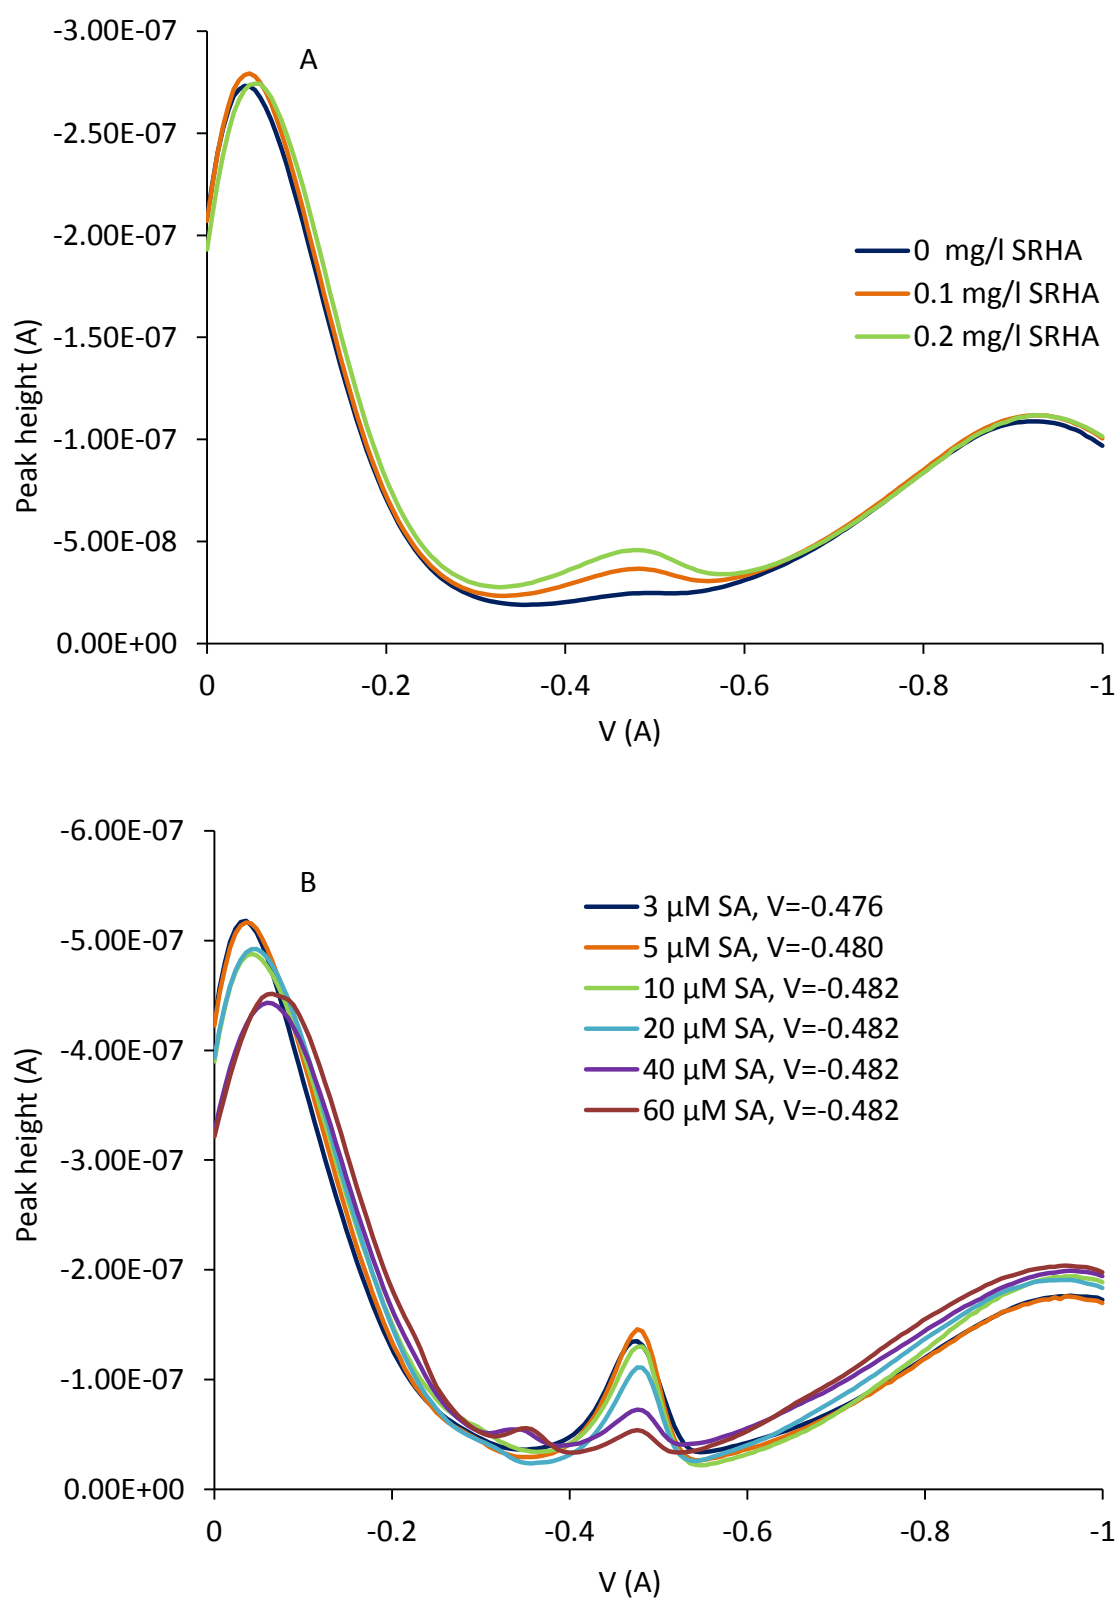 -3.00E-07
A
-2.50E-07
-2.00E-07
0 mg/l SRHA
0.1 mg/l SRHA
-1.50E-07
0.2 mg/l SRHA
Peak height (A)
-1.00E-07
-5.00E-08
0.00E+00
0 -0.2 -0.4 -0.6 -0.8 -1
V (A)
-6.00E-07
B
3 µM SA, V=-0.476
-5.00E-07
5 µM SA, V=-0.480
10 µM SA, V=-0.482
20 µM SA, V=-0.482
-4.00E-07
40 µM SA, V=-0.482
60 µM SA, V=-0.482
Peak height (A)
-3.00E-07
-2.00E-07
-1.00E-07
0.00E+00
0 -0.2 -0.4 -0.6 -0.8 -1
V (A)